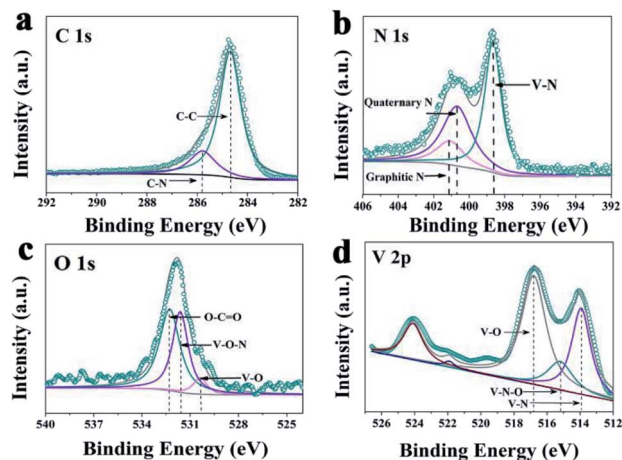 a
C 1s
C-C
C-N
Intensity (a.u.)
292 290 288 286 284 282
Binding Energy (eV)
b
N 1s
Quaternary N
V-N
Graphitic N
Intensity (a.u.)
406 404 402 400 398 396 394 392
Binding Energy (eV)
c
O 1s
O-C=O
V-O-N
V-O
Intensity (a.u.)
540 537 534 531 528 525
Binding Energy (eV)
d
V 2p
V-O
V-N-O
V-N
Intensity (a.u.)
526 524 522 520 518 516 514 512
Binding Energy (eV)